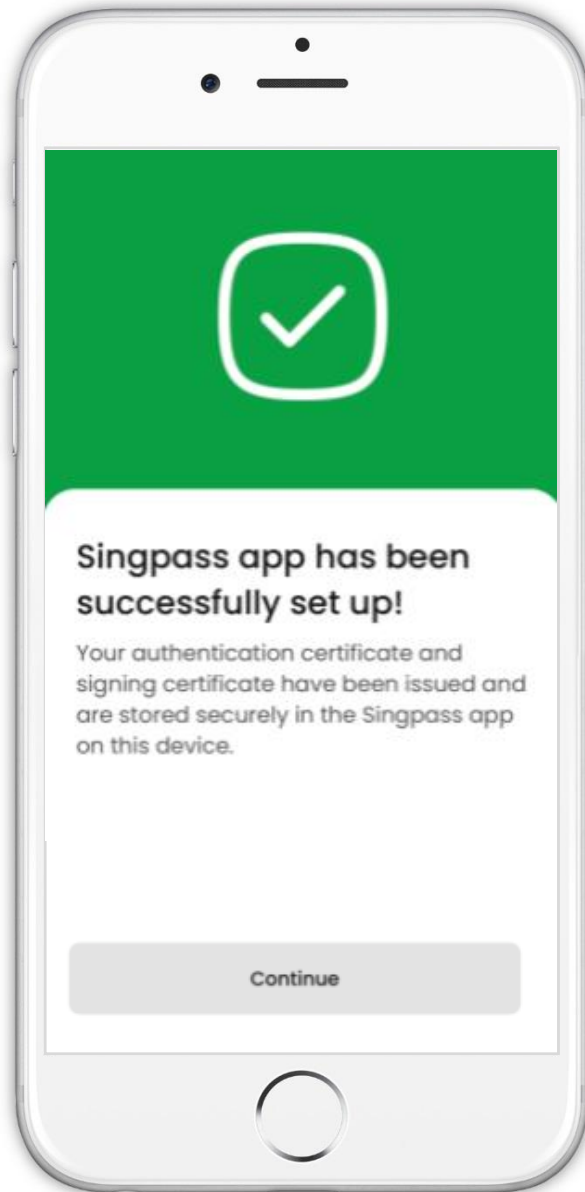 Singpass app has been
successfully set up!
Your authentication certificate and
signing certificate have been issued and
are stored securely in the Singpass app
on this device.
Continue